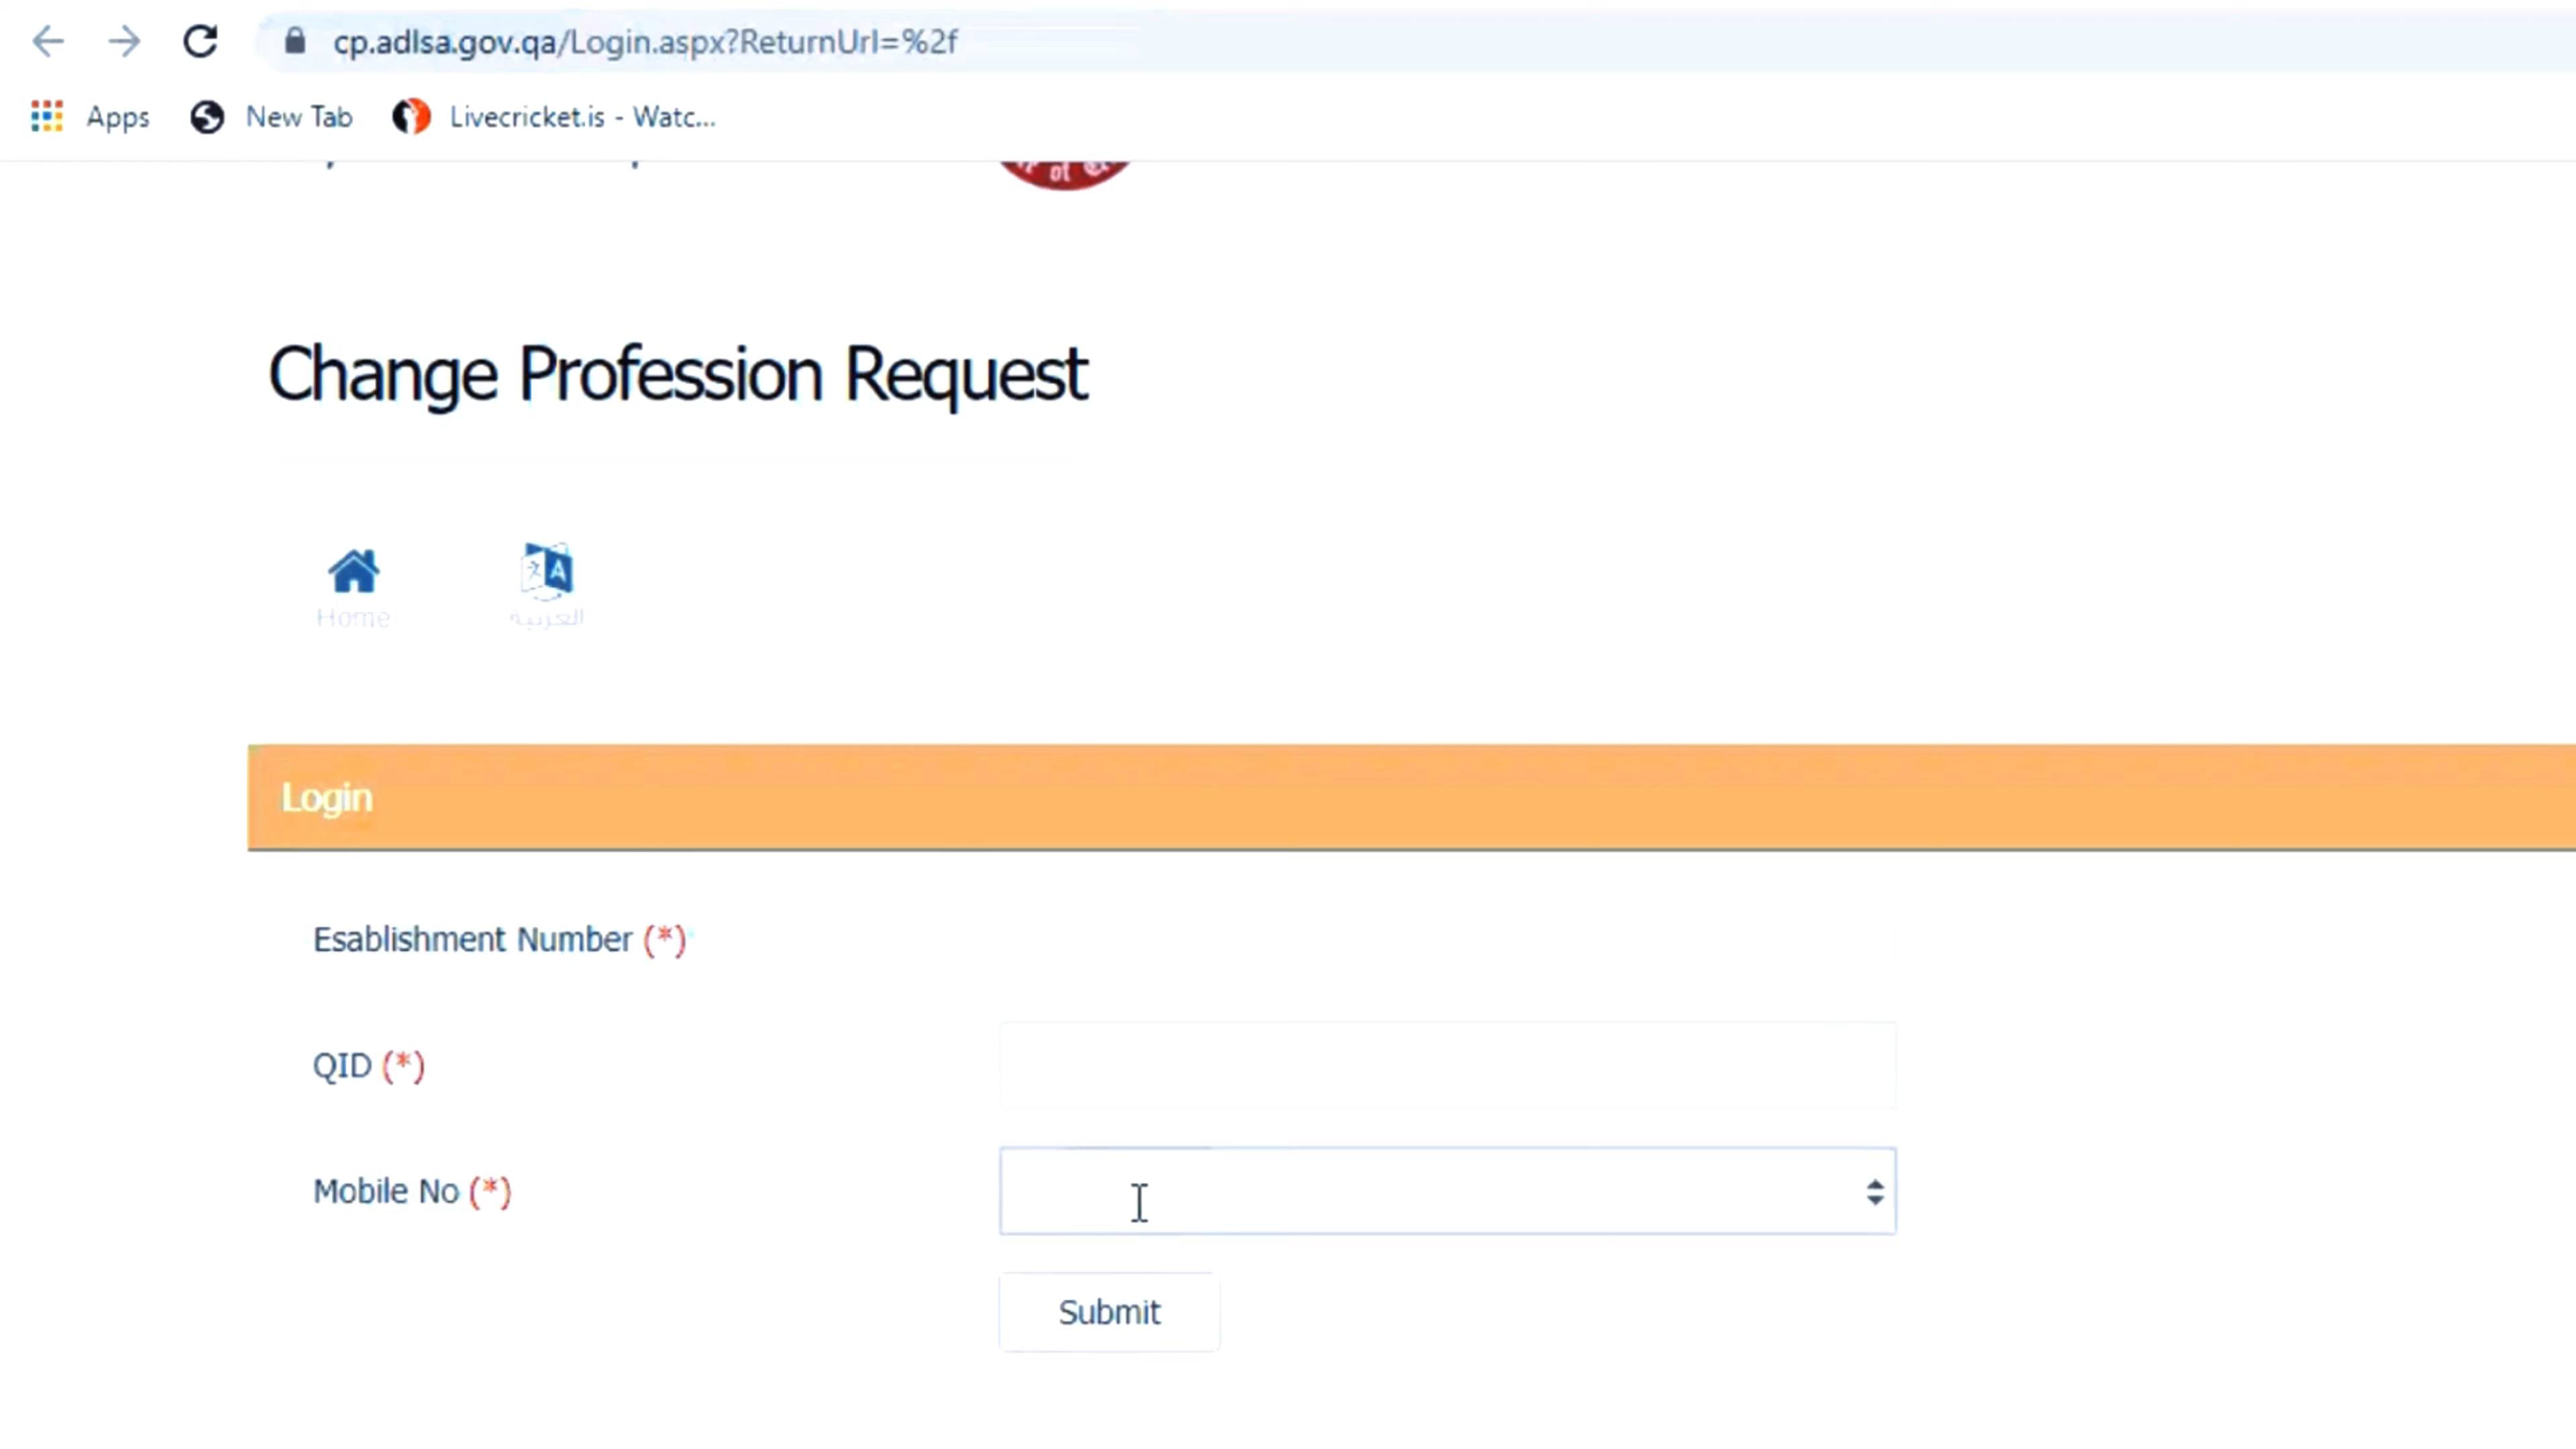 cp.adlsa.gov.qa/Login.aspx?ReturnUrl=%2f
Apps New Tab Livecricket.is - Watc...
Change Profession Request
Home العربية
Login
Esablishment Number (*)
QID (*)
Mobile No (*)
Submit